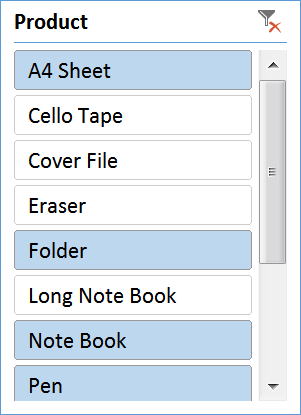 Product
A4 Sheet
Cello Tape
Cover File
Eraser
Folder
Long Note Book
Note Book
Pen